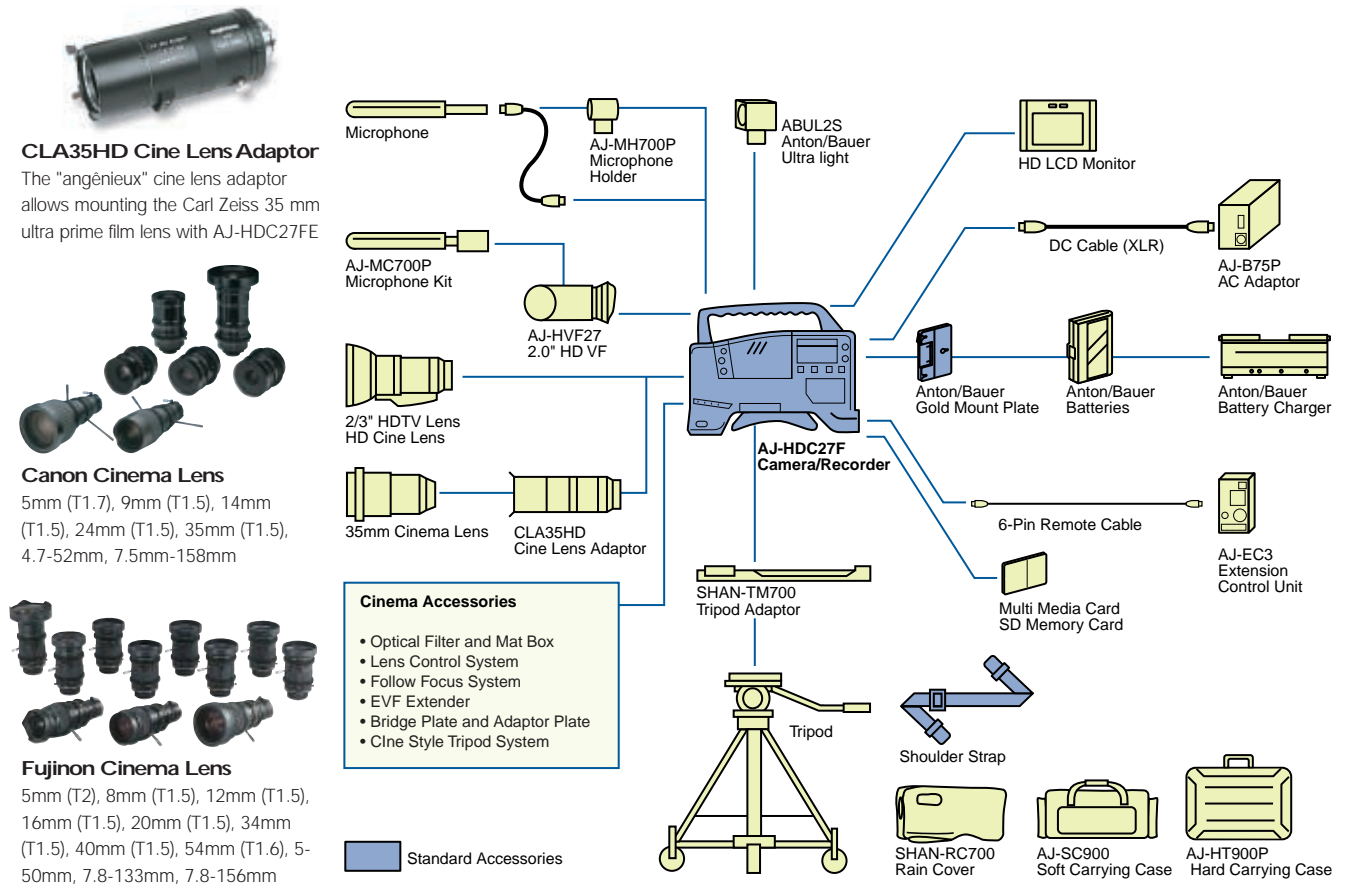 CLA35HD Cine Lens Adaptor
The "angênieux" cine lens adaptor
allows mounting the Carl Zeiss 35 mm
ultra prime film lens with AJ-HDC27FE
Canon Cinema Lens
5mm (T1.7), 9mm (T1.5), 14mm
(T1.5), 24mm (T1.5), 35mm (T1.5),
4.7-52mm, 7.5mm-158mm
Fujinon Cinema Lens
5mm (T2), 8mm (T1.5), 12mm (T1.5),
16mm (T1.5), 20mm (T1.5), 34mm
(T1.5), 40mm (T1.5), 54mm (T1.6), 5-
50mm, 7.8-133mm, 7.8-156mm
Microphone
AJ-MH700P
Microphone
Holder
ABUL2S
Anton/Bauer
Ultra light
HD LCD Monitor
DC Cable (XLR)
AJ-B75P
AC Adaptor
AJ-MC700P
Microphone Kit
AJ-HVF27
2.0" HD VF
2/3" HDTV Lens
HD Cine Lens
Anton/Bauer
Gold Mount Plate
Anton/Bauer
Batteries
Anton/Bauer
Battery Charger
AJ-HDC27F
Camera/Recorder
35mm Cinema Lens
CLA35HD
Cine Lens Adaptor
6-Pin Remote Cable
AJ-EC3
Extension
Control Unit
SHAN-TM700
Tripod Adaptor
Multi Media Card
SD Memory Card
Cinema Accessories
• Optical Filter and Mat Box
• Lens Control System
• Follow Focus System
• EVF Extender
• Bridge Plate and Adaptor Plate
• CIne Style Tripod System
Tripod
Shoulder Strap
Standard Accessories
SHAN-RC700
Rain Cover
AJ-SC900
Soft Carrying Case
AJ-HT900P
Hard Carrying Case